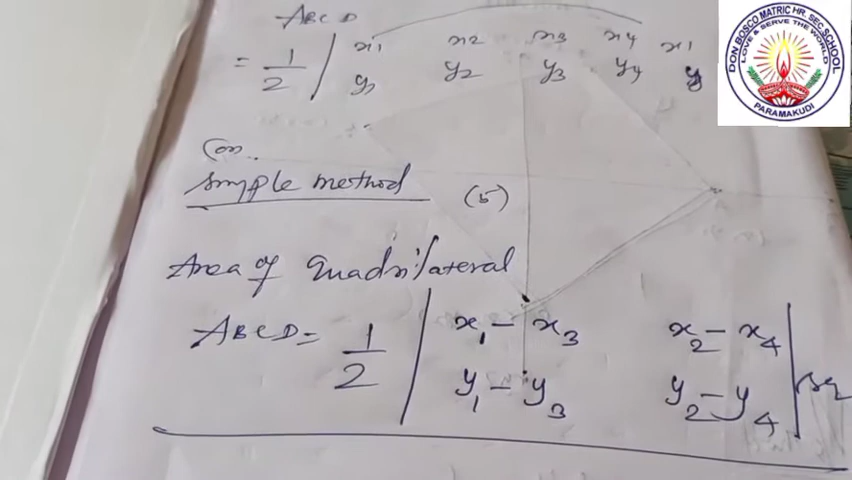 ABCD
= 1/2 | x1 x2 x3 x4 x1
y1 y2 y3 y4 y
(or)
simple method (5)
Area of Quadrilateral
ABCD = 1/2 | x1 - x3 x2 - x4 |
y1 - y3 y2 - y4
DON BOSCO MATRIC HR. SEC SCHOOL
LOVE & SERVE THE WORLD
PARAMAKUDI